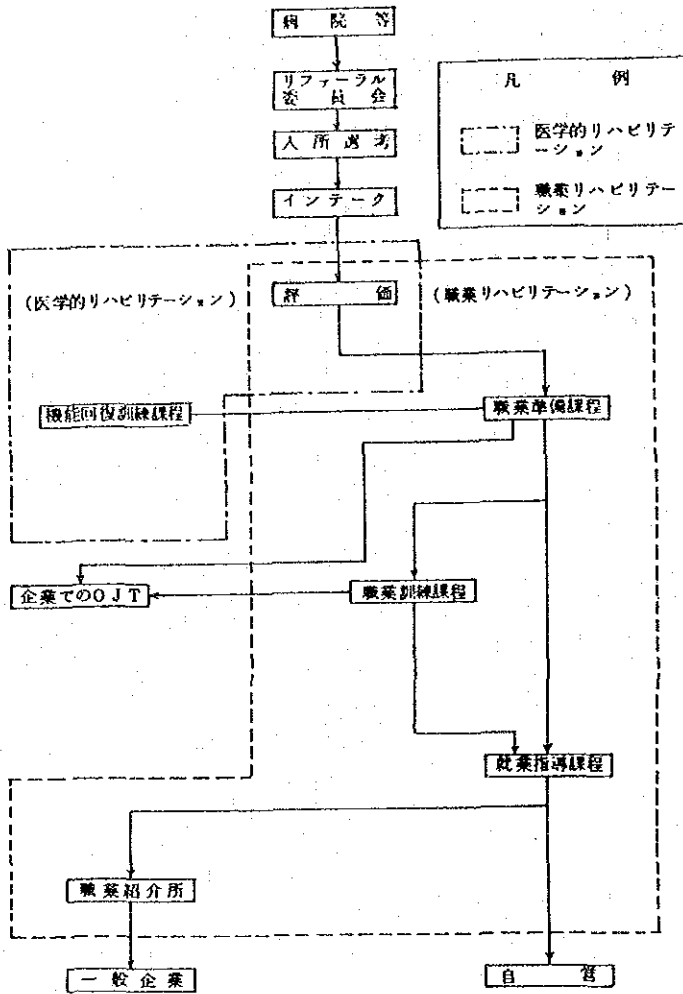 病院等
リファーラル
委員会
入所選考
インテーク
凡例
医学的リハビリテ
ーション
職業リハビリテー
ション
(医学的リハビリテーション)
評価
(職業リハビリテーション)
機能回復訓練課程
職業準備課程
企業でのOJT
職業訓練課程
就業指導課程
職業紹介所
一般企業
自営